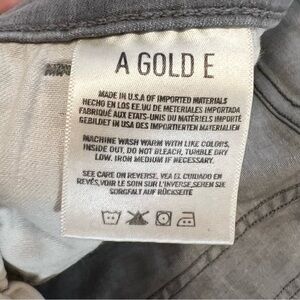 A GOLD E
MADE IN U.S.A OF IMPORTED MATERIALS
HECHO EN LOS EE.UU DE METERIALES IMPORTADA
FABRIQUÉ AUX ETATS-UNIS DU MATÉRIELS IMPORTÉ
GEBILDET IN USA DES IMPORTIERTEN MATERIALIEN
MACHINE WASH WARM WITH LIKE COLORS,
INSIDE OUT, DO NOT BLEACH, TUMBLE DRY
LOW. IRON MEDIUM IF NECESSARY.
SEE CARE ON REVERSE, VEA EL CUIDADO EN
REVÉS, VOIR LE SOIN SUR L'INVERSE, SEHEN SIE
SORGFALT AUF RÜCKSEITE